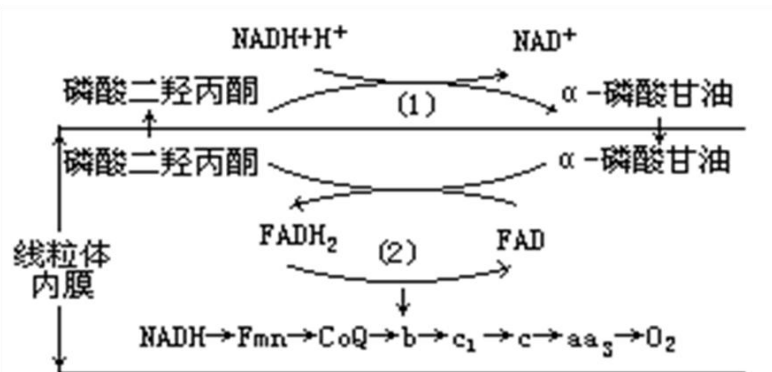 NADH+H⁺ NAD⁺
磷酸二羟丙酮 (1) α-磷酸甘油
磷酸二羟丙酮 α-磷酸甘油
FADH₂ (2) FAD
线粒体
内膜
NADH→Fmn→CoQ→b→c₁→c→aa₃→O₂